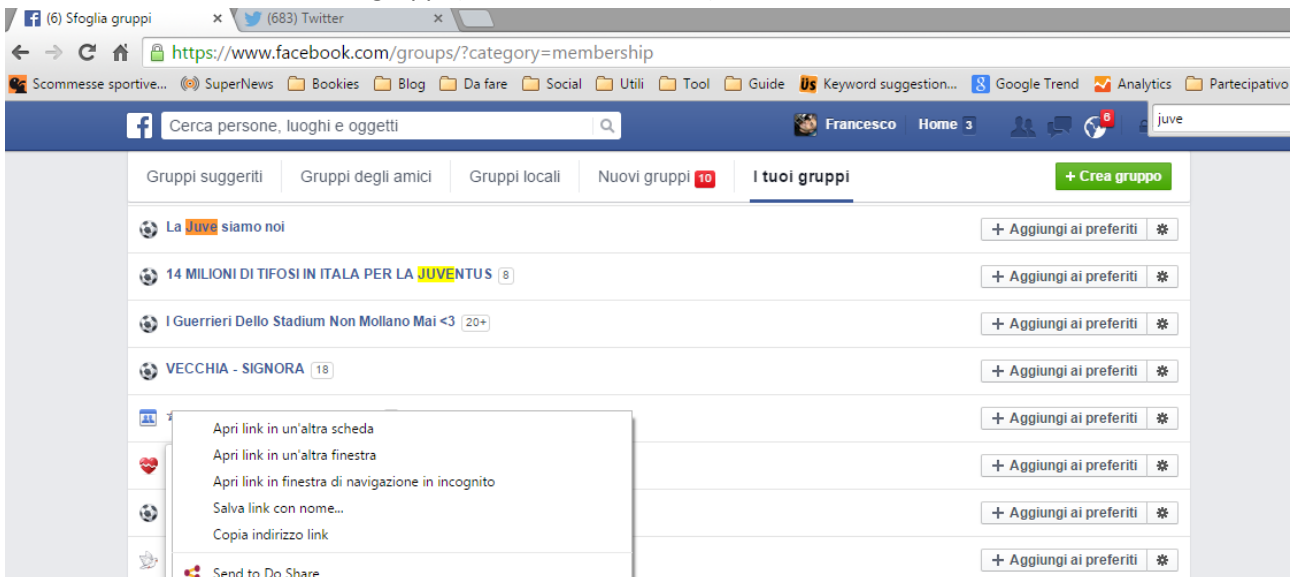 (6) Sfoglia gruppi
(683) Twitter
https://www.facebook.com/groups/?category=membership
Scommesse sportive... SuperNews Bookies Blog Da fare Social Utili Tool Guide Keyword suggestion... Google Trend Analytics Partecipativo
Cerca persone, luoghi e oggetti Francesco Home 3 6 juve
Gruppi suggeriti Gruppi degli amici Gruppi locali Nuovi gruppi 10 I tuoi gruppi + Crea gruppo
La Juve siamo noi + Aggiungi ai preferiti
14 MILIONI DI TIFOSI IN ITALA PER LA JUVENTUS 8 + Aggiungi ai preferiti
I Guerrieri Dello Stadium Non Mollano Mai <3 20+ + Aggiungi ai preferiti
VECCHIA - SIGNORA 18 + Aggiungi ai preferiti
+ Aggiungi ai preferiti
Apri link in un'altra scheda
Apri link in un'altra finestra
+ Aggiungi ai preferiti
Apri link in finestra di navigazione in incognito
Salva link con nome...
+ Aggiungi ai preferiti
Copia indirizzo link
+ Aggiungi ai preferiti
Send to Do Share